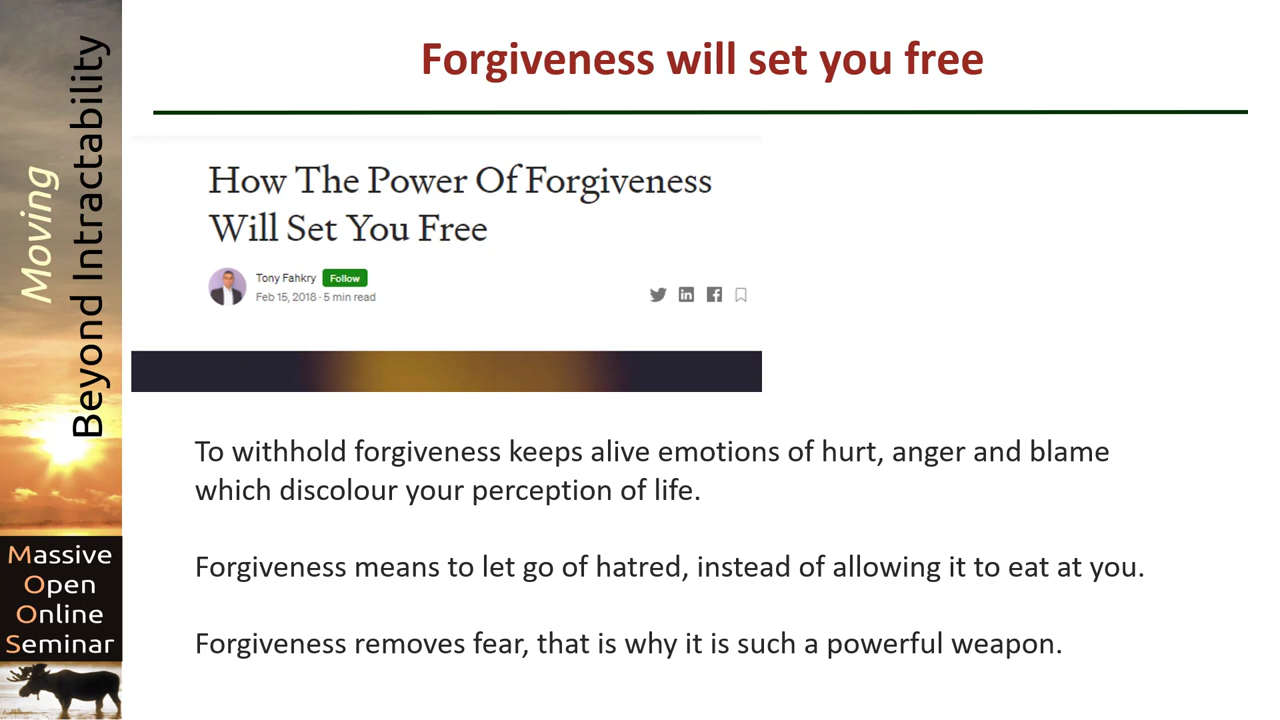 Forgiveness will set you free
Moving
Beyond Intractability
How The Power Of Forgiveness
Will Set You Free
Tony Fahkry Follow
Feb 15, 2018 · 5 min read
To withhold forgiveness keeps alive emotions of hurt, anger and blame
which discolour your perception of life.
Forgiveness means to let go of hatred, instead of allowing it to eat at you.
Forgiveness removes fear, that is why it is such a powerful weapon.
Massive
Open
Online
Seminar